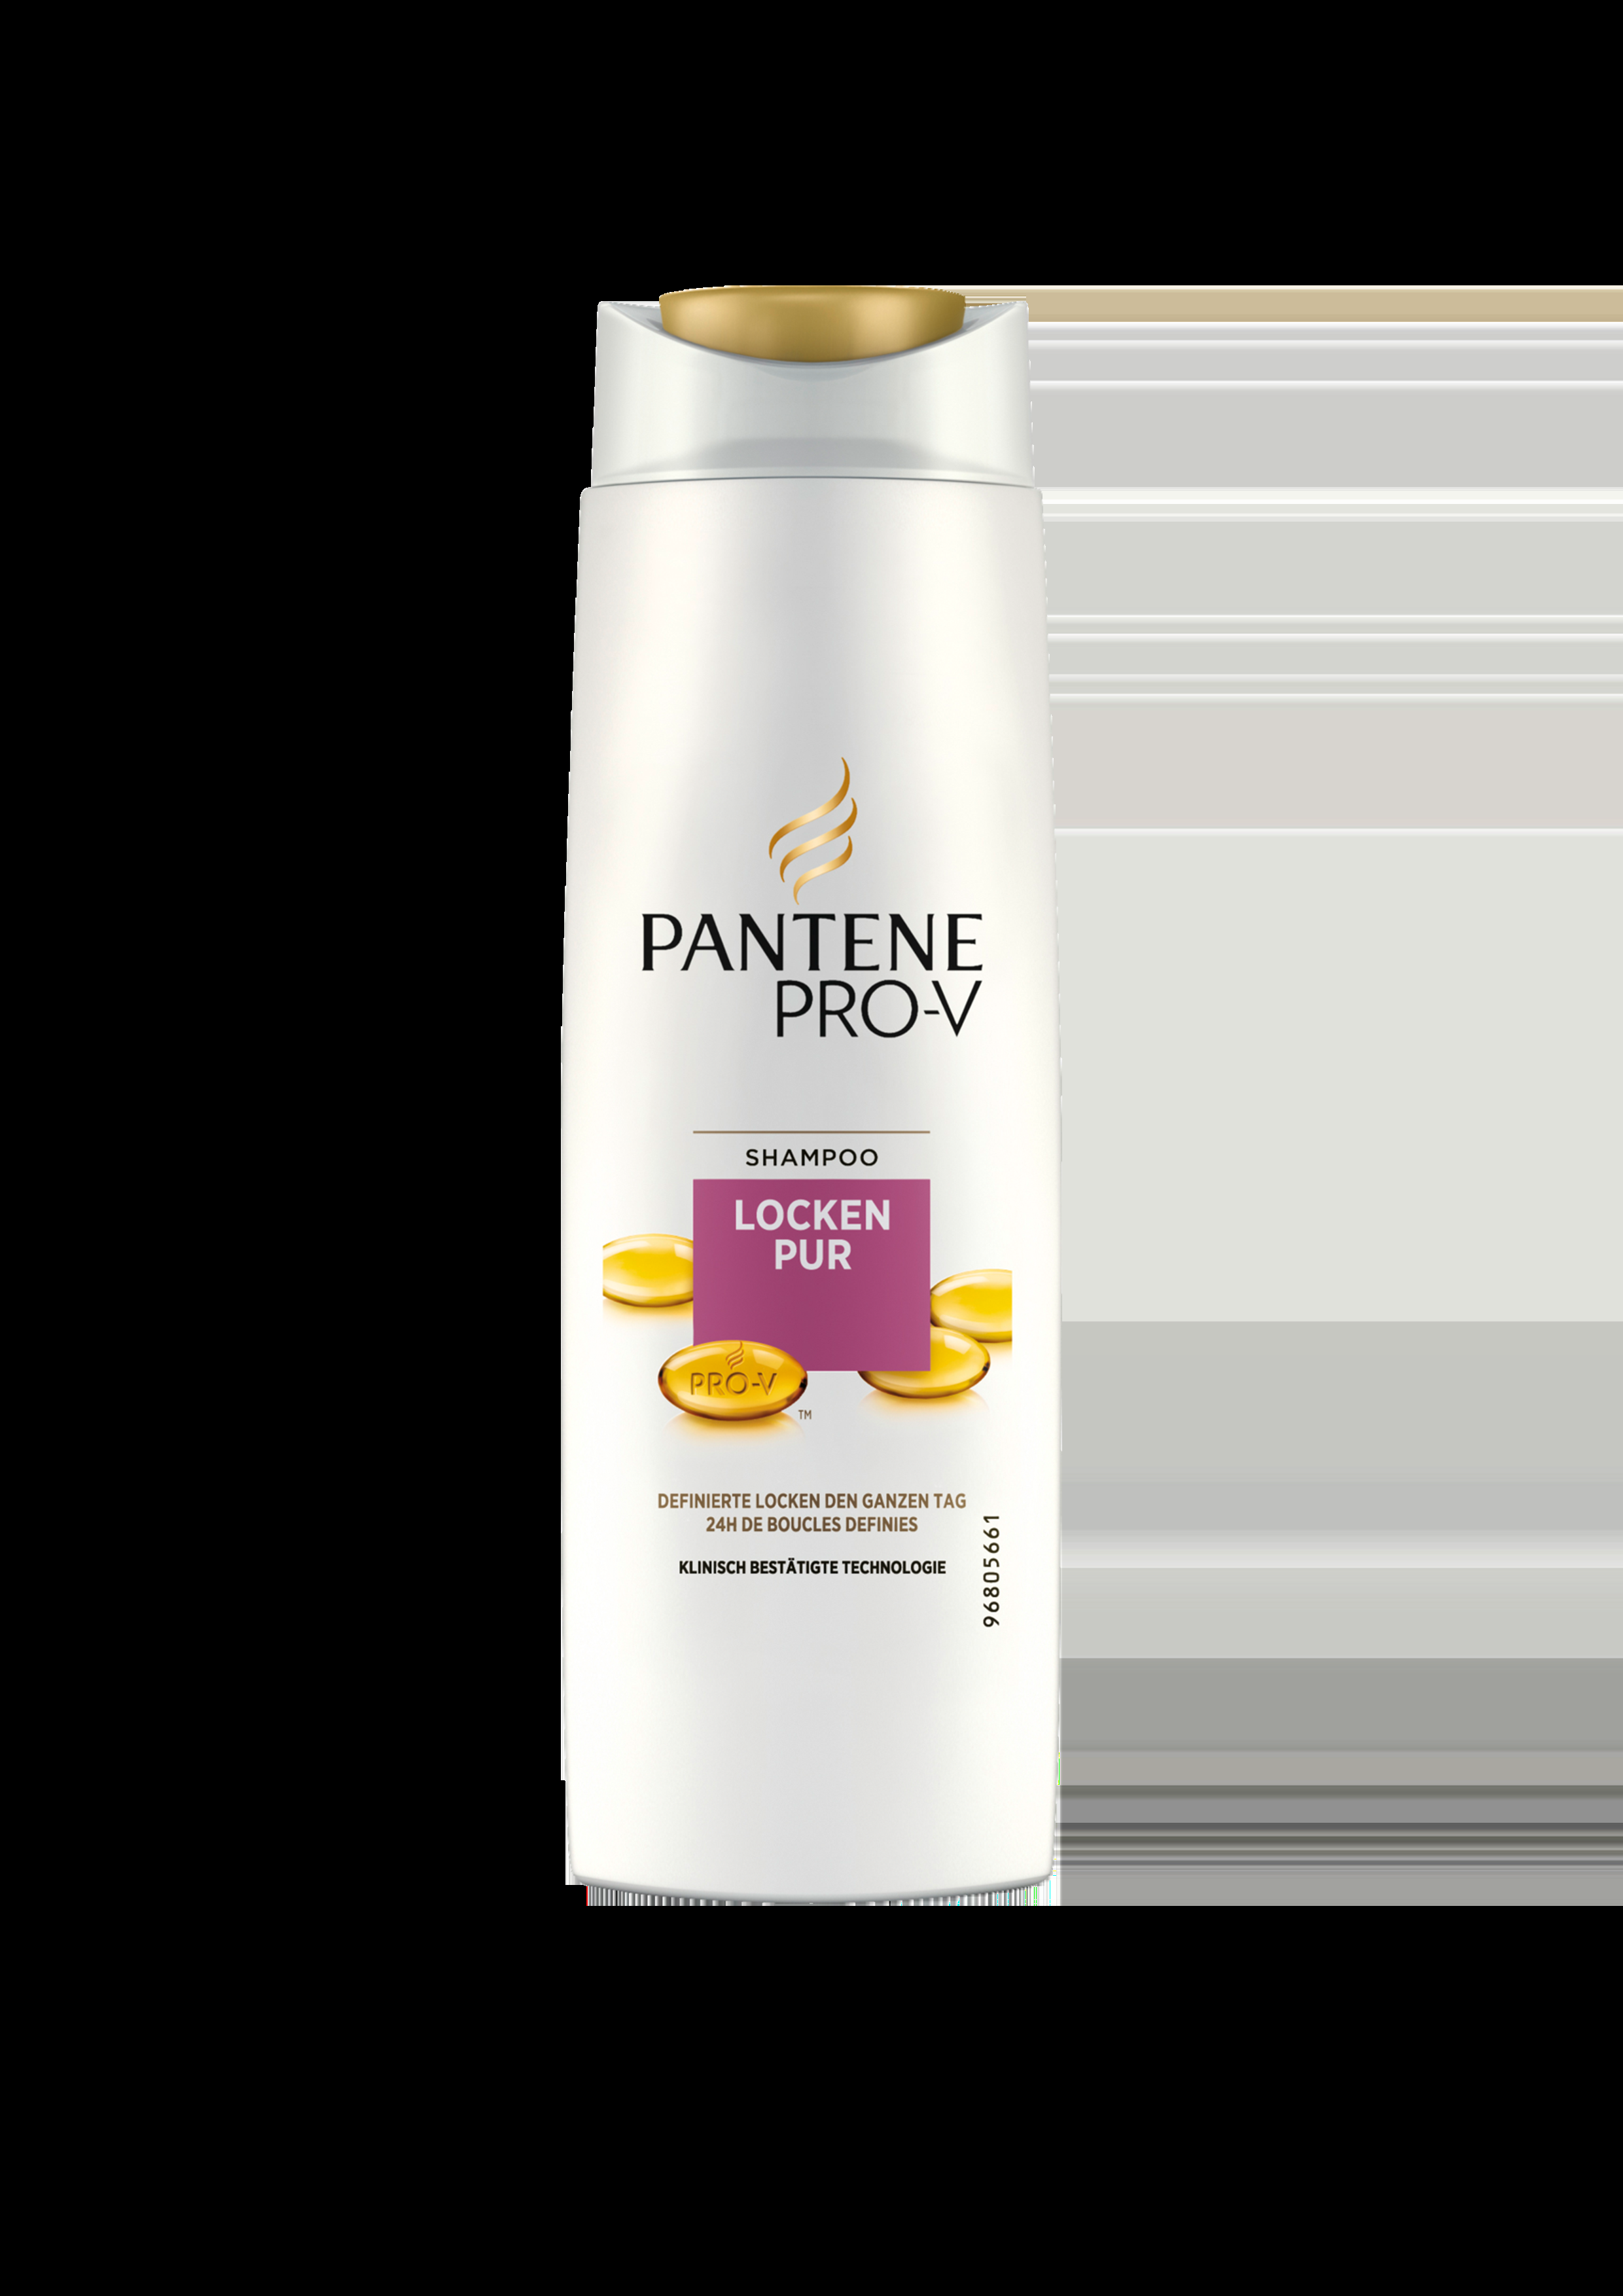 PANTENE
PRO-V
SHAMPOO
LOCKEN
PUR
PRO-V
TM
DEFINIERTE LOCKEN DEN GANZEN TAG
24H DE BOUCLES DEFINIES
KLINISCH BESTÄTIGTE TECHNOLOGIE
96805661